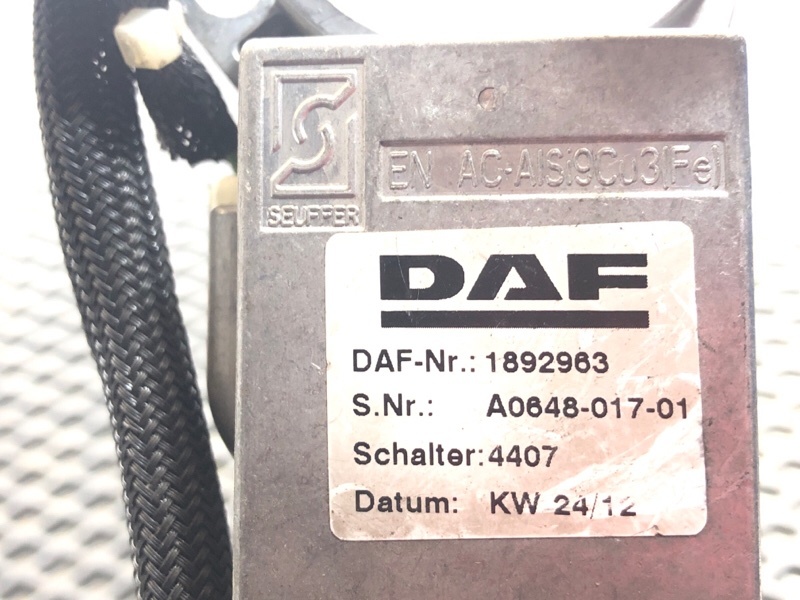 EN AC-AlSi9Cu3(Fe)
SEUFFER
DAF
DAF-Nr.: 1892963
S.Nr.: A0648-017-01
Schalter: 4407
Datum: KW 24/12